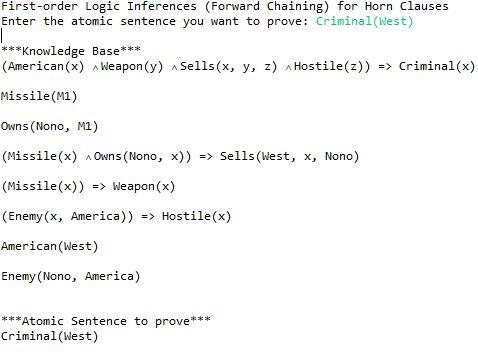 First-order Logic Inferences (Forward Chaining) for Horn Clauses
Enter the atomic sentence you want to prove: Criminal(West)
***Knowledge Base***
(American(x) ∧Weapon(y) ∧Sells(x, y, z) ∧Hostile(z)) => Criminal(x)
Missile(M1)
Owns(Nono, M1)
(Missile(x) ∧Owns(Nono, x)) => Sells(West, x, Nono)
(Missile(x)) => Weapon(x)
(Enemy(x, America)) => Hostile(x)
American(West)
Enemy(Nono, America)
***Atomic Sentence to prove***
Criminal(West)